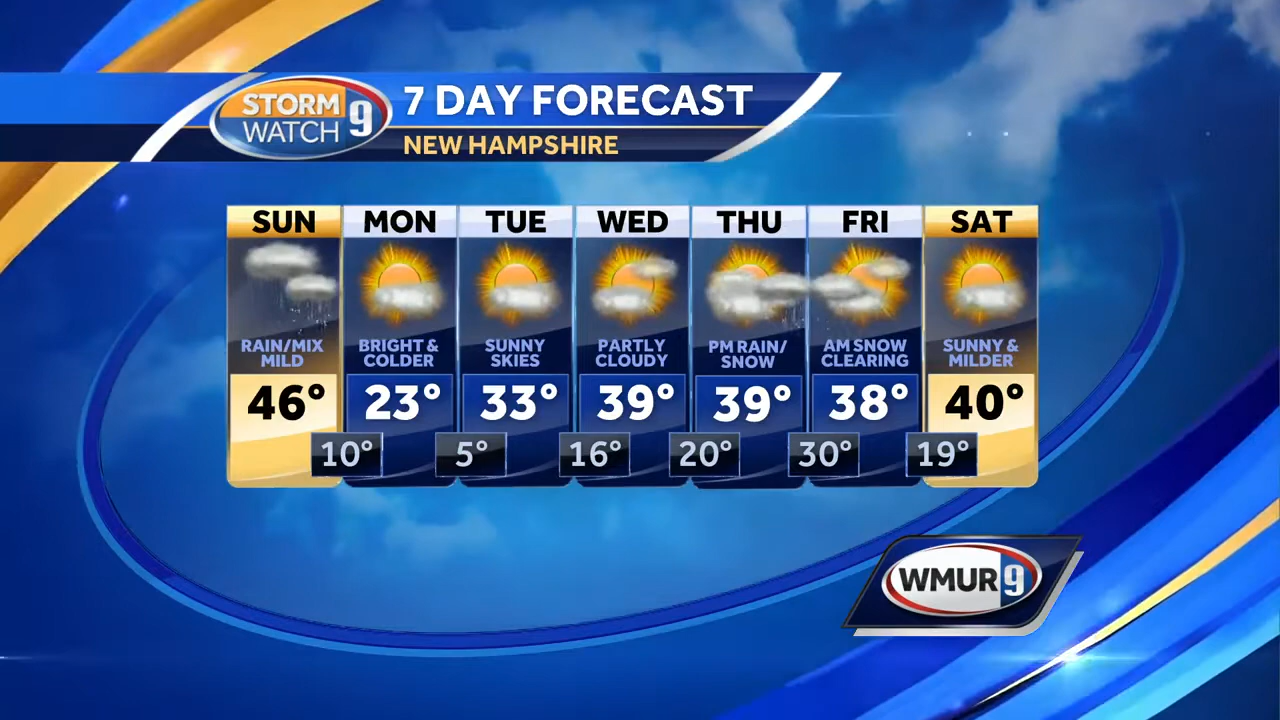 STORM
WATCH 9
7 DAY FORECAST
NEW HAMPSHIRE
SUN MON TUE WED THU FRI SAT
RAIN/MIX BRIGHT & SUNNY PARTLY PM RAIN/ AM SNOW SUNNY &
MILD COLDER SKIES CLOUDY SNOW CLEARING MILDER
46° 23° 33° 39° 39° 38° 40°
10° 5° 16° 20° 30° 19°
WMUR 9